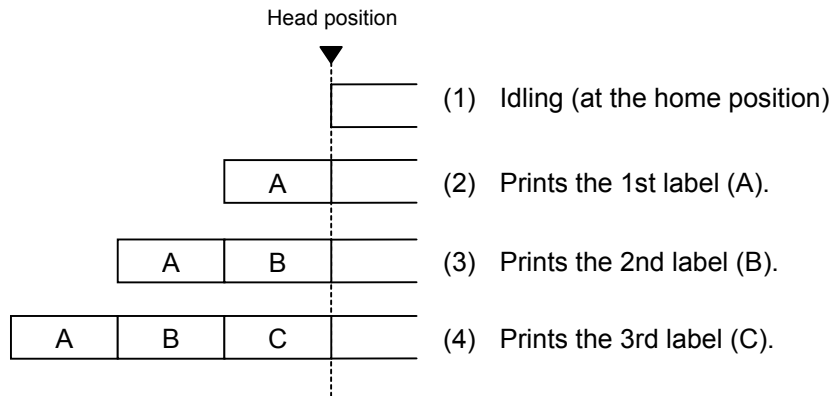 Head position
(1) Idling (at the home position)
A (2) Prints the 1st label (A).
A B (3) Prints the 2nd label (B).
A B C (4) Prints the 3rd label (C).